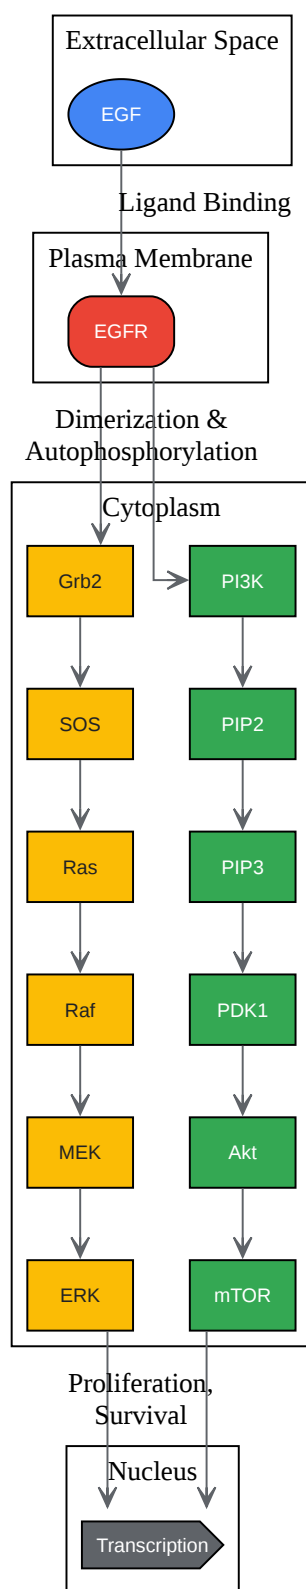 Extracellular Space
EGF
Ligand Binding
Plasma Membrane
EGFR
Dimerization &
Autophosphorylation
Cytoplasm
Grb2
PI3K
SOS
PIP2
Ras
PIP3
Raf
PDK1
MEK
Akt
ERK
mTOR
Proliferation,
Survival
Nucleus
Transcription